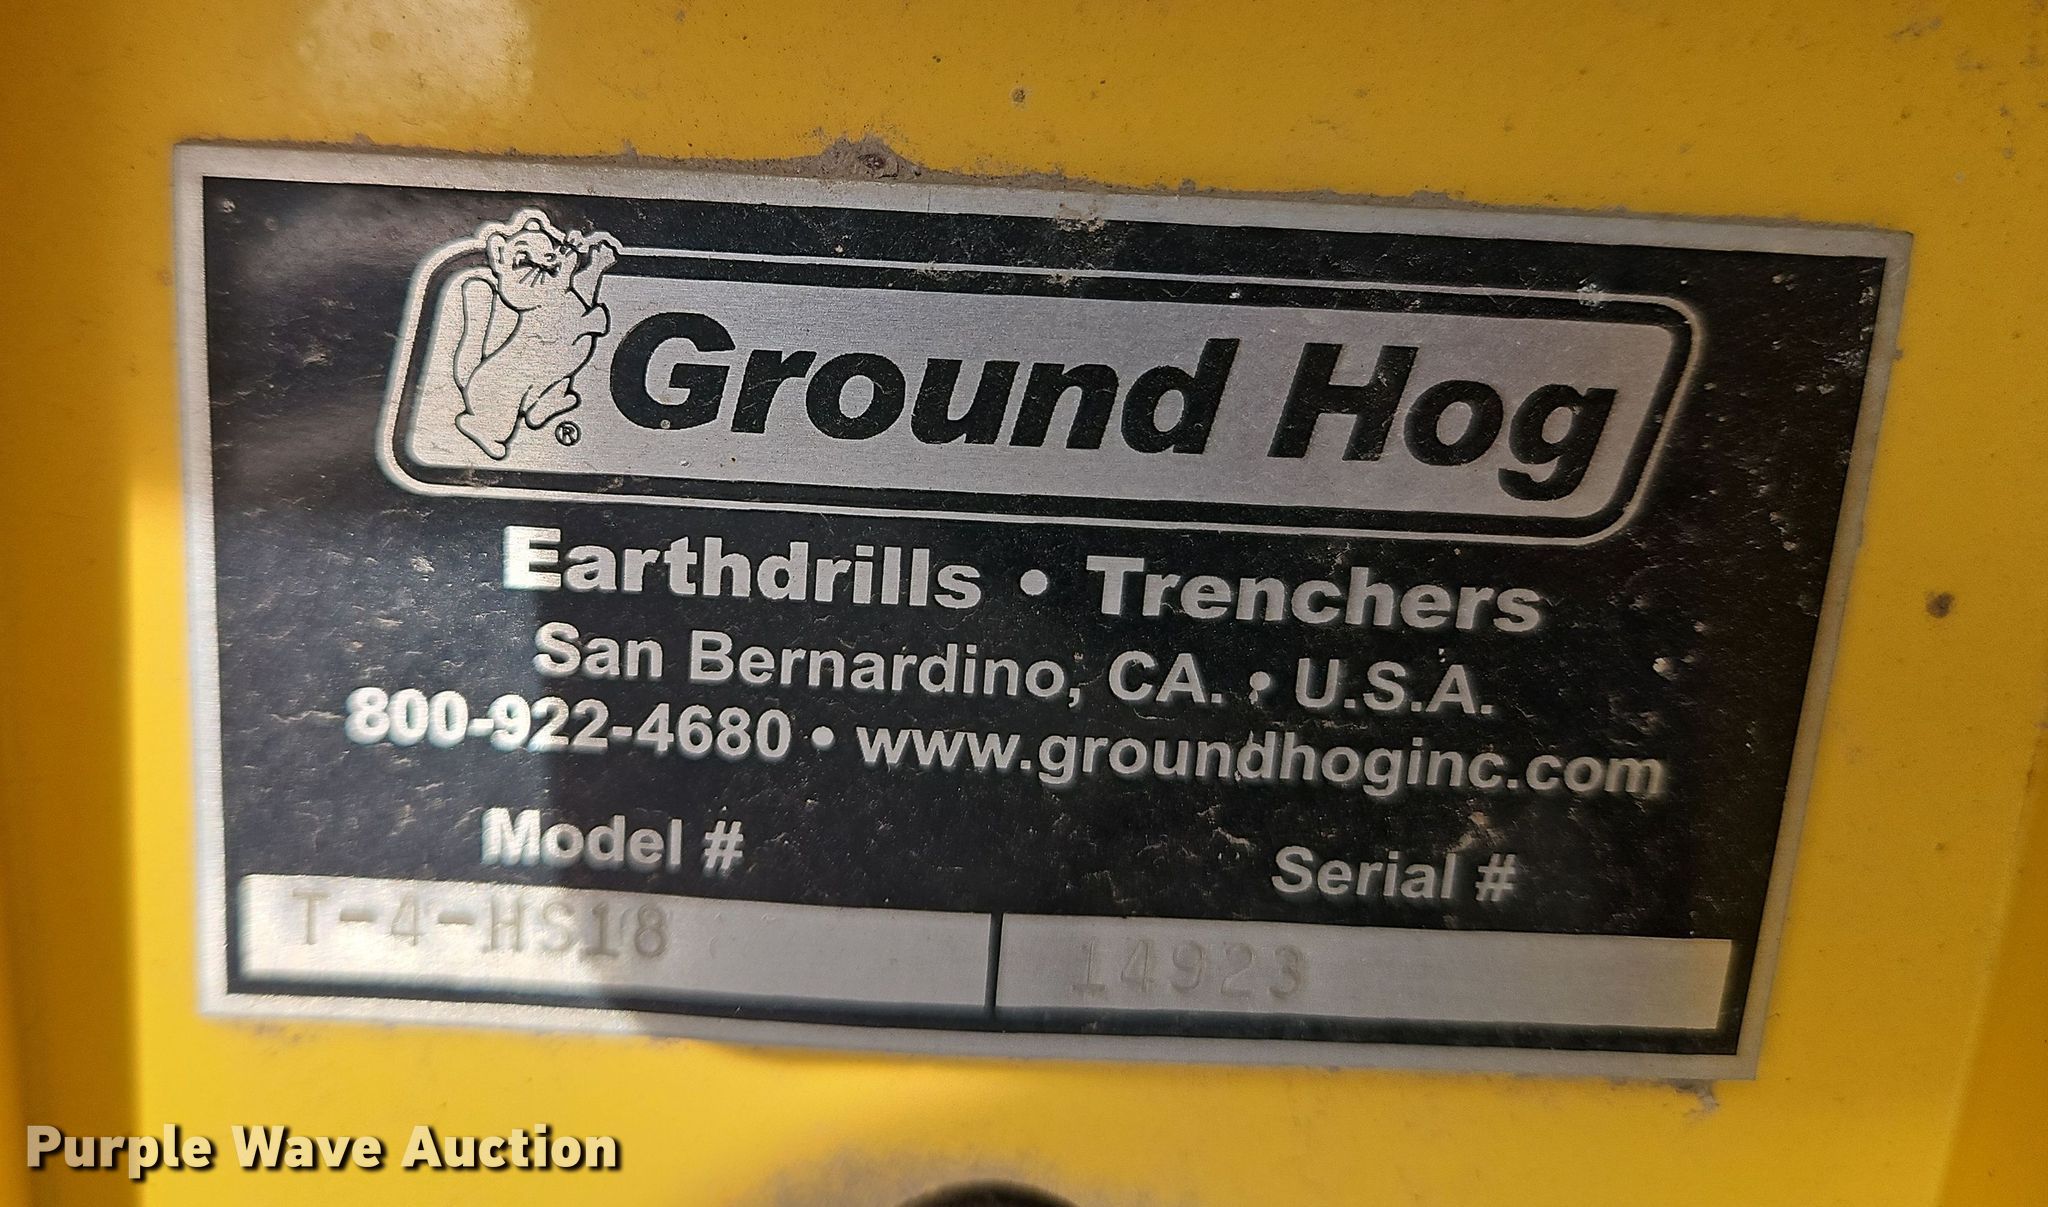 ® Ground Hog
Earthdrills • Trenchers
San Bernardino, CA. • U.S.A.
800-922-4680 • www.groundhoginc.com
Model # Serial #
T-4-HS18 14923
Purple Wave Auction